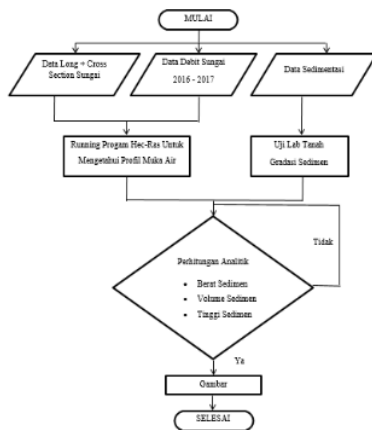 MULAI
Data Long + Cross
Section Sungai
Data Debit Sungai
2016 - 2017
Data Sedimentasi
Running Progam Hec-Ras Untuk
Mengetahui Profil Muka Air
Uji Lab Tanah
Gradasi Sedimen
Tidak
Perhitungan Analitik
• Berat Sedimen
• Volume Sedimen
• Tinggi Sedimen
Ya
Gambar
SELESAI